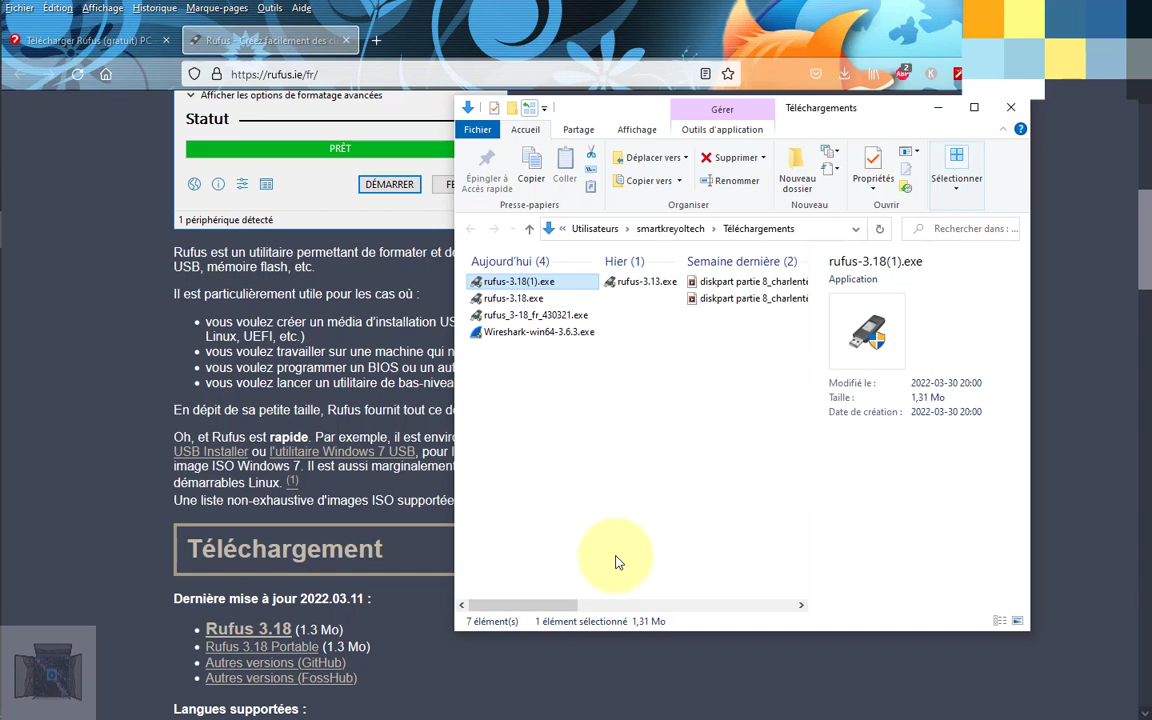 Fichier Édition Affichage Historique Marque-pages Outils Aide
Télécharger Rufus (gratuit) PC
Rufus - Créez facilement des cl
https://rufus.ie/fr/
2
Afficher les options de formatage avancées
Statut
PRÊT
DÉMARRER
FE
1 périphérique détecté
Rufus est un utilitaire permettant de formater et de
USB, mémoire flash, etc.
Il est particulièrement utile pour les cas où :
vous voulez créer un média d'installation US
Linux, UEFI, etc.)
vous voulez travailler sur une machine qui n
vous voulez programmer un BIOS ou un aut
vous voulez lancer un utilitaire de bas-nivea
En dépit de sa petite taille, Rufus fournit tout ce d
Oh, et Rufus est rapide. Par exemple, il est enviro
USB Installer ou l'utilitaire Windows 7 USB, pour l
image ISO Windows 7. Il est aussi marginalement
démarrables Linux. (1)
Une liste non-exhaustive d'images ISO supportée
Téléchargement
Dernière mise à jour 2022.03.11 :
Rufus 3.18 (1.3 Mo)
Rufus 3.18 Portable (1.3 Mo)
Autres versions (GitHub)
Autres versions (FossHub)
Langues supportées :
Gérer
Téléchargements
Fichier Accueil Partage Affichage Outils d'application
Épingler à
Accès rapide
Copier
Coller
Presse-papiers
Déplacer vers
Copier vers
Supprimer
Renommer
Organiser
Nouveau
dossier
Nouveau
Propriétés
Ouvrir
Sélectionner
« Utilisateurs > smartkreyoltech > Téléchargements
Rechercher dans : ...
Aujourd'hui (4)
rufus-3.18(1).exe
rufus-3.18.exe
rufus_3-18_fr_430321.exe
Wireshark-win64-3.6.3.exe
Hier (1)
rufus-3.13.exe
Semaine dernière (2)
diskpart partie 8_charlente
diskpart partie 8_charlente
rufus-3.18(1).exe
Application
Modifié le : 2022-03-30 20:00
Taille : 1,31 Mo
Date de création : 2022-03-30 20:00
7 élément(s) 1 élément sélectionné 1,31 Mo